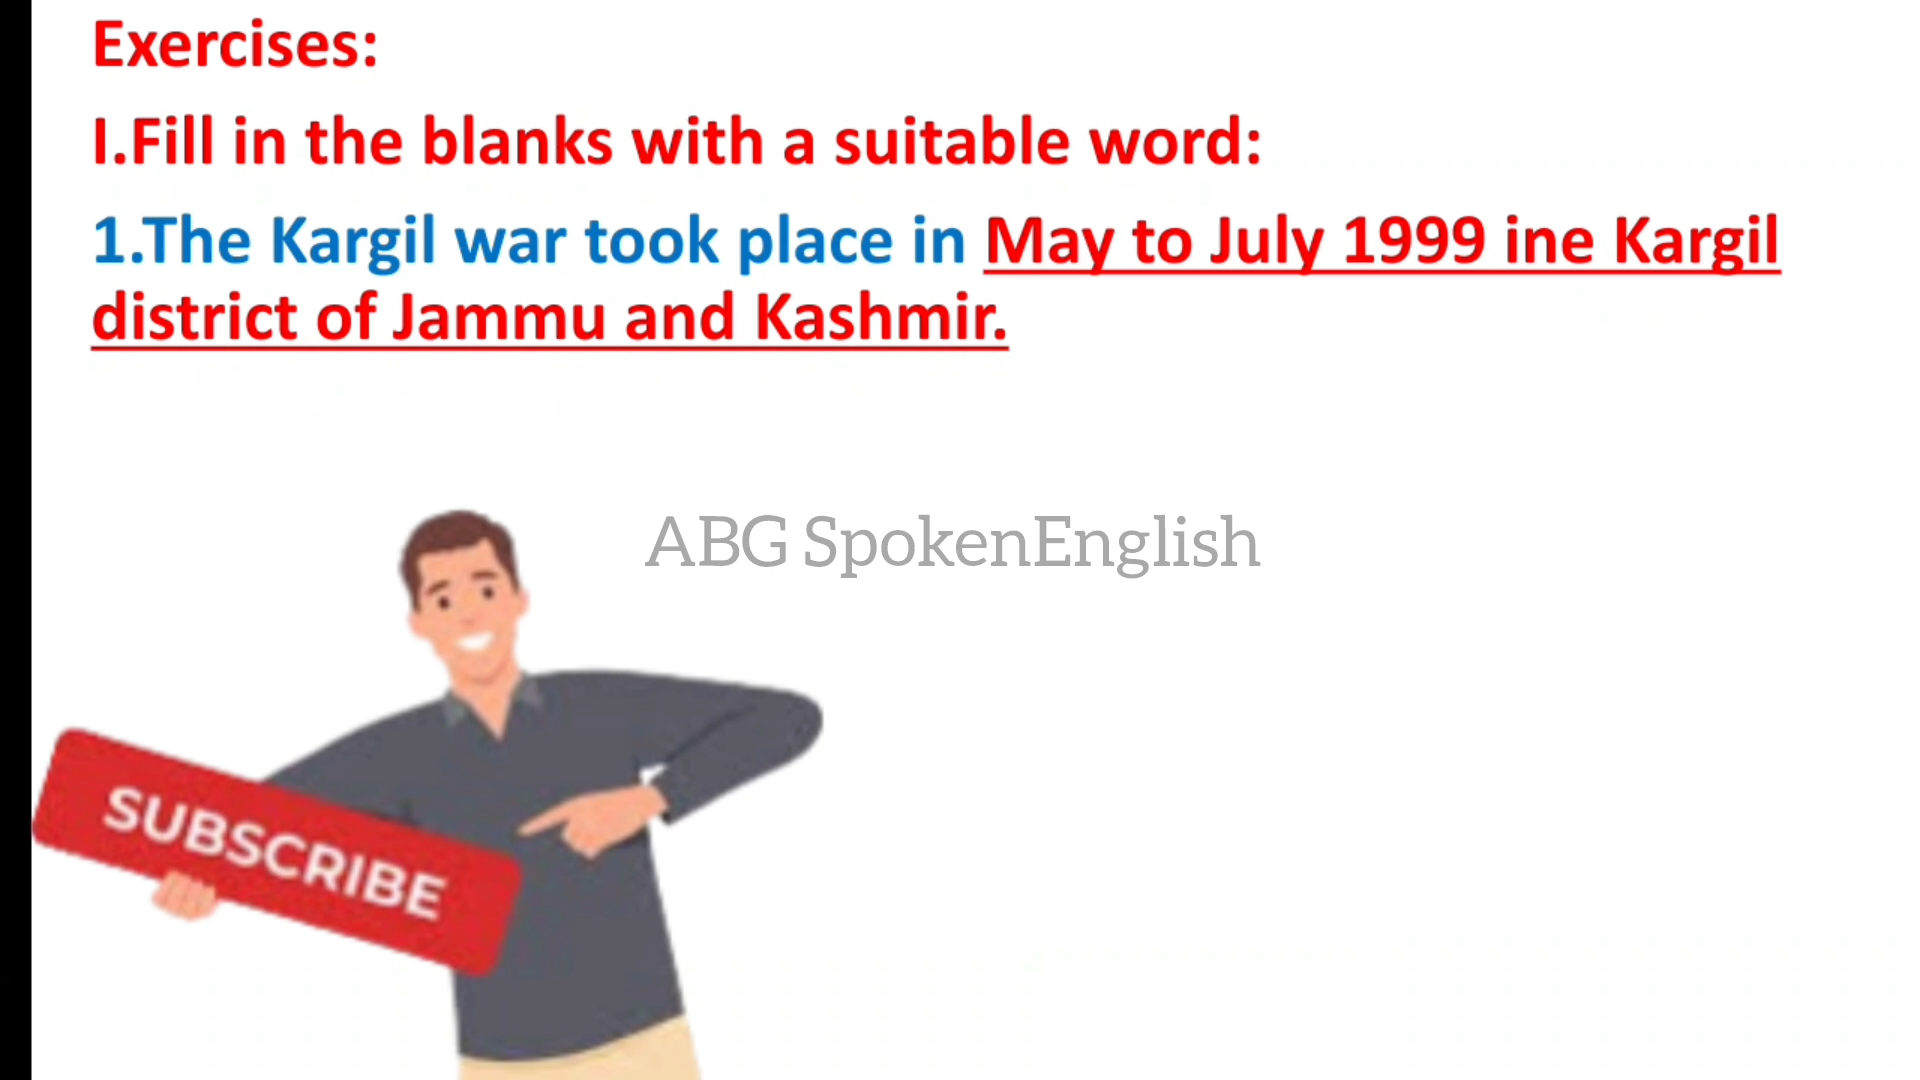 Exercises:
I.Fill in the blanks with a suitable word:
1.The Kargil war took place in May to July 1999 ine Kargil
district of Jammu and Kashmir.
ABG SpokenEnglish
SUBSCRIBE